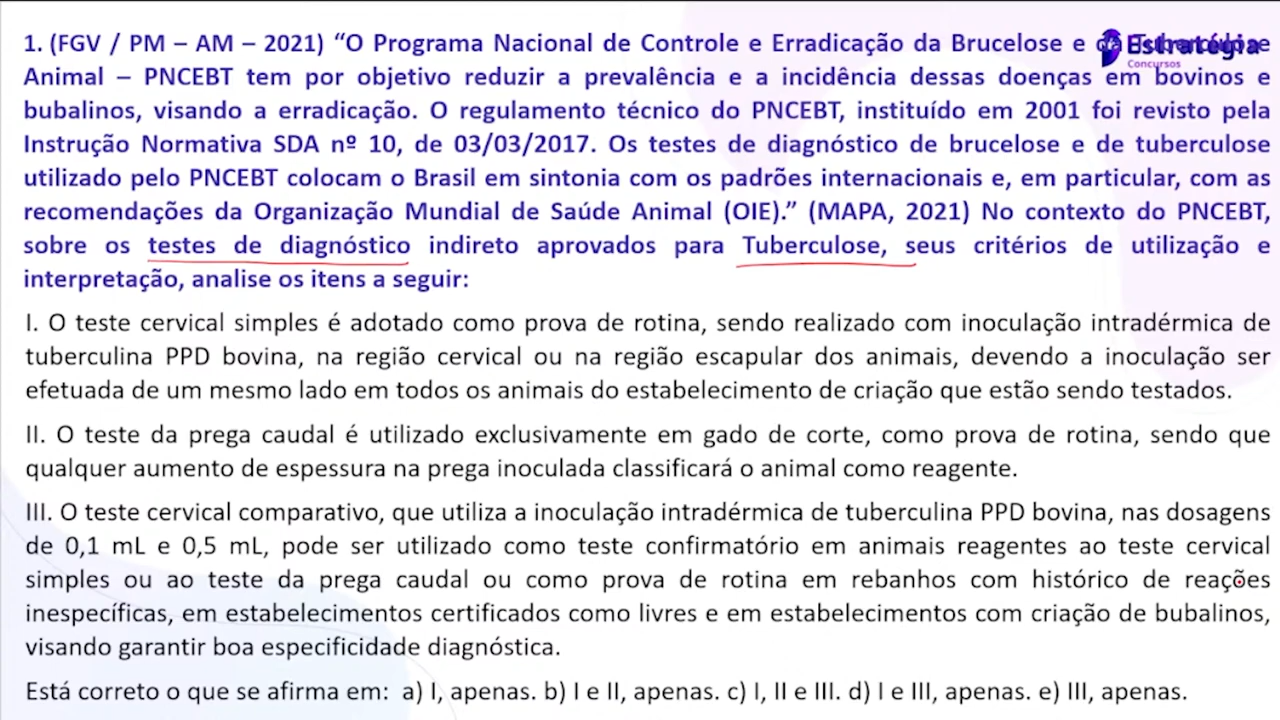 1. (FGV / PM – AM – 2021) “O Programa Nacional de Controle e Erradicação da Brucelose e da Tuberculose
Estratégia
Concursos
Animal – PNCEBT tem por objetivo reduzir a prevalência e a incidência dessas doenças em bovinos e
bubalinos, visando a erradicação. O regulamento técnico do PNCEBT, instituído em 2001 foi revisto pela
Instrução Normativa SDA nº 10, de 03/03/2017. Os testes de diagnóstico de brucelose e de tuberculose
utilizado pelo PNCEBT colocam o Brasil em sintonia com os padrões internacionais e, em particular, com as
recomendações da Organização Mundial de Saúde Animal (OIE).” (MAPA, 2021) No contexto do PNCEBT,
sobre os testes de diagnóstico indireto aprovados para Tuberculose, seus critérios de utilização e
interpretação, analise os itens a seguir:
I. O teste cervical simples é adotado como prova de rotina, sendo realizado com inoculação intradérmica de
tuberculina PPD bovina, na região cervical ou na região escapular dos animais, devendo a inoculação ser
efetuada de um mesmo lado em todos os animais do estabelecimento de criação que estão sendo testados.
II. O teste da prega caudal é utilizado exclusivamente em gado de corte, como prova de rotina, sendo que
qualquer aumento de espessura na prega inoculada classificará o animal como reagente.
III. O teste cervical comparativo, que utiliza a inoculação intradérmica de tuberculina PPD bovina, nas dosagens
de 0,1 mL e 0,5 mL, pode ser utilizado como teste confirmatório em animais reagentes ao teste cervical
simples ou ao teste da prega caudal ou como prova de rotina em rebanhos com histórico de reações
inespecíficas, em estabelecimentos certificados como livres e em estabelecimentos com criação de bubalinos,
visando garantir boa especificidade diagnóstica.
Está correto o que se afirma em: a) I, apenas. b) I e II, apenas. c) I, II e III. d) I e III, apenas. e) III, apenas.